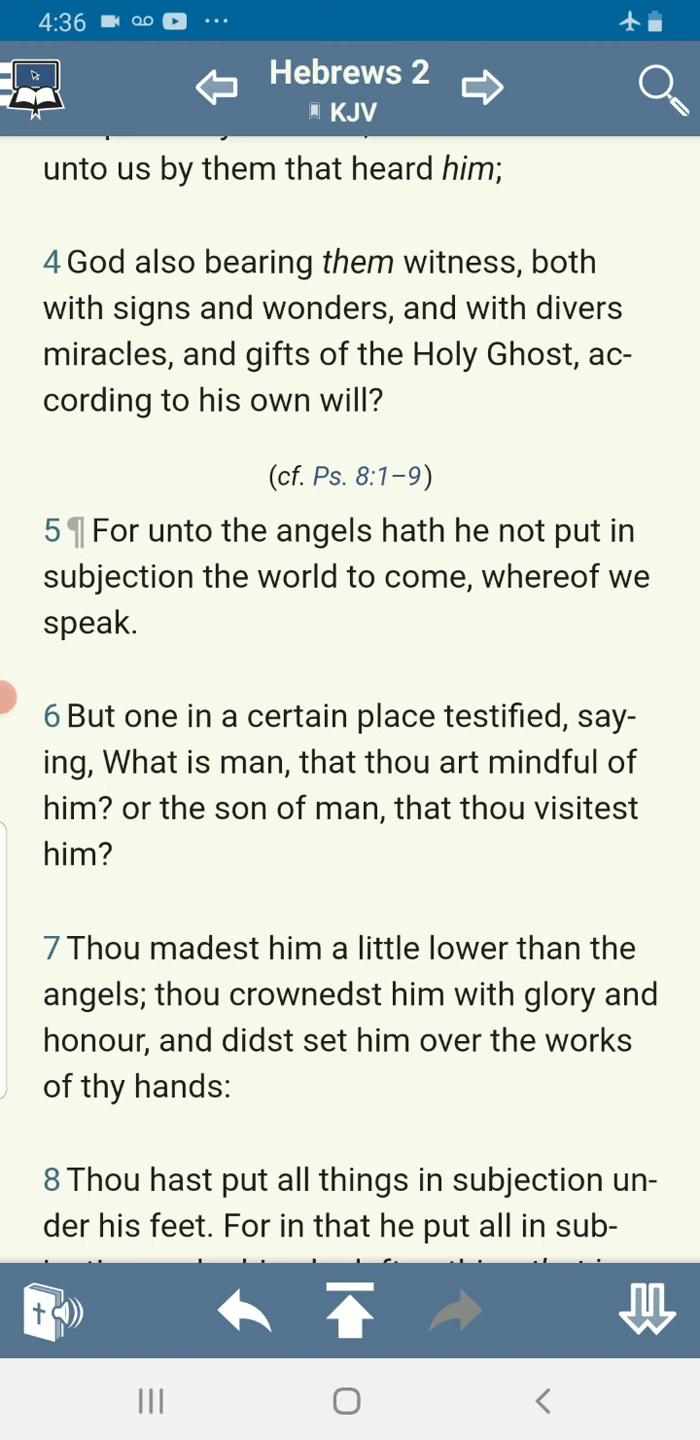 4:36
Hebrews 2
KJV
unto us by them that heard him;
4 God also bearing them witness, both
with signs and wonders, and with divers
miracles, and gifts of the Holy Ghost, ac-
cording to his own will?
(cf. Ps. 8:1–9)
5 ¶ For unto the angels hath he not put in
subjection the world to come, whereof we
speak.
6 But one in a certain place testified, say-
ing, What is man, that thou art mindful of
him? or the son of man, that thou visitest
him?
7 Thou madest him a little lower than the
angels; thou crownedst him with glory and
honour, and didst set him over the works
of thy hands:
8 Thou hast put all things in subjection un-
der his feet. For in that he put all in sub-